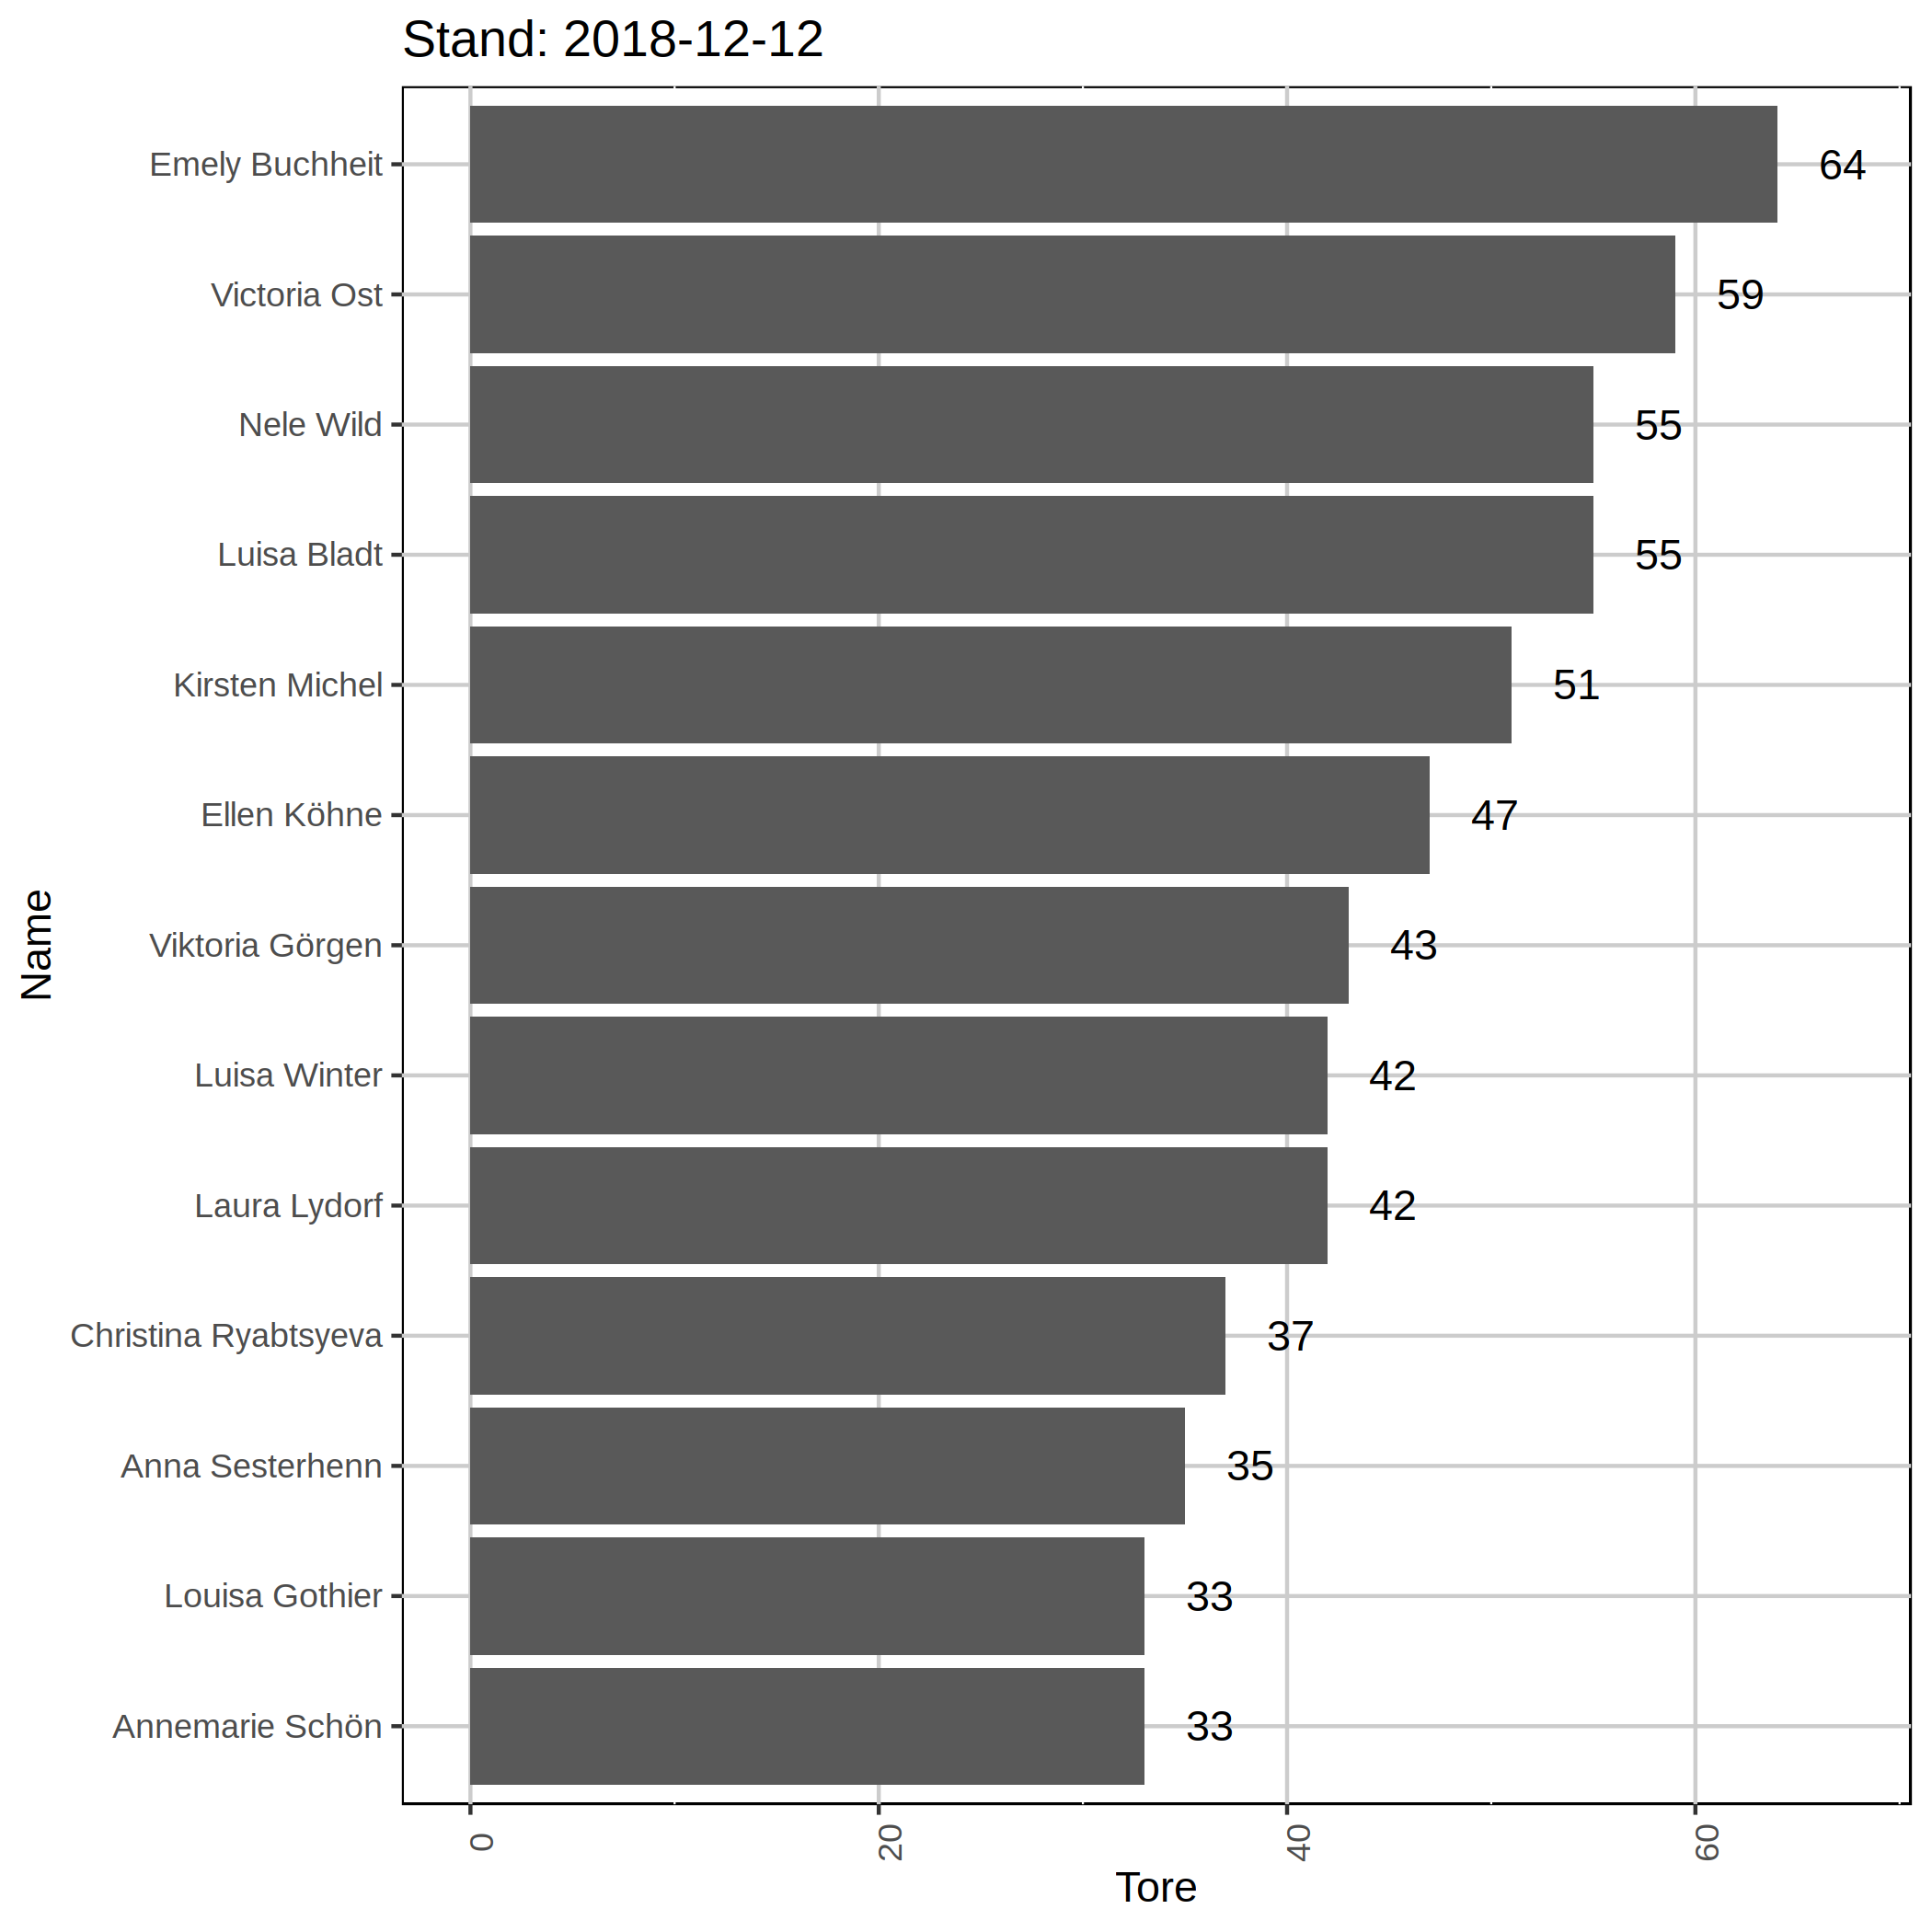 Stand: 2018-12-12
Emely Buchheit 64
Victoria Ost 59
Nele Wild 55
Luisa Bladt 55
Kirsten Michel 51
Ellen Köhne 47
Viktoria Görgen 43
Luisa Winter 42
Laura Lydorf 42
Christina Ryabtsyeva 37
Anna Sesterhenn 35
Louisa Gothier 33
Annemarie Schön 33
Name
0 20 40 60
Tore